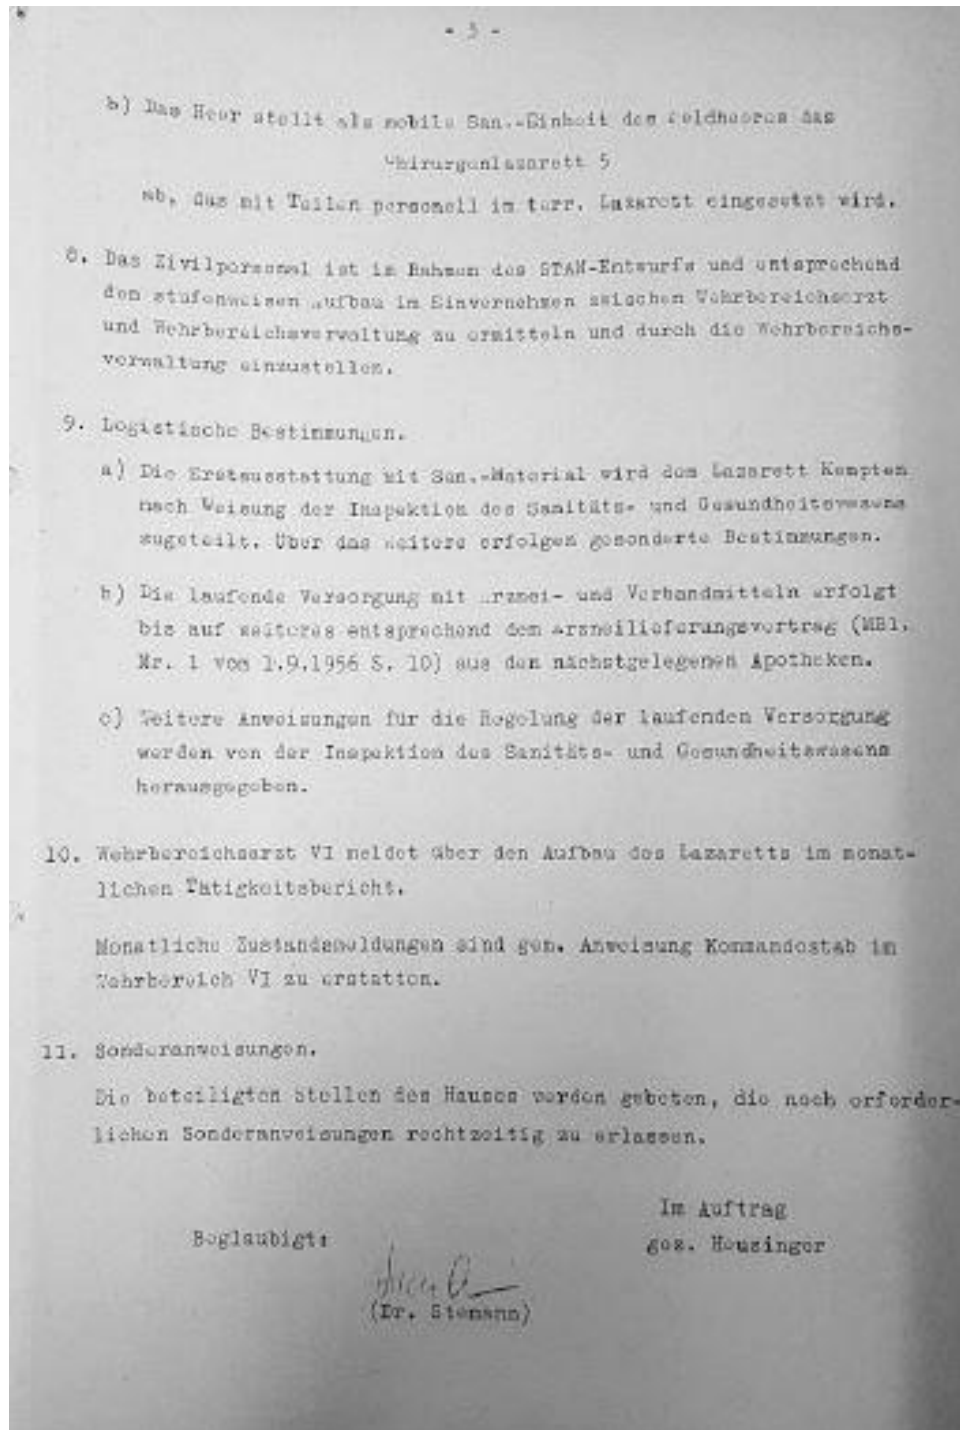 - 3 -
b) Das Heer stellt als mobile San.-Einheit des Feldheeres das
Chirurgenlazarett 5
ab, das mit Teilen personell im terr. Lazarett eingesetzt wird.
8. Das Zivilpersonal ist im Rahmen des STAN-Entwurfs und entsprechend
dem stufenweisen Aufbau im Einvernehmen zwischen Wehrbereichsarzt
und Wehrbereichsverwaltung zu ermitteln und durch die Wehrbereichs-
verwaltung einzustellen.
9. Logistische Bestimmungen.
a) Die Erstausstattung mit San.-Material wird dem Lazarett Kempten
nach Weisung der Inspektion des Sanitäts- und Gesundheitswesens
zugeteilt. Über das weitere erfolgen gesonderte Bestimmungen.
b) Die laufende Versorgung mit Arznei- und Verbandmitteln erfolgt
bis auf weiteres entsprechend dem Arzneilieferungsvertrag (MBl.
Nr. 1 vom 1.9.1956 S. 10) aus den nächstgelegenen Apotheken.
c) Weitere Anweisungen für die Regelung der laufenden Versorgung
werden von der Inspektion des Sanitäts- und Gesundheitswesens
herausgegeben.
10. Wehrbereichsarzt VI meldet über den Aufbau des Lazaretts im monat-
lichen Tätigkeitsbericht.
Monatliche Zustandsmeldungen sind gem. Anweisung Kommandostab im
Wehrbereich VI zu erstatten.
11. Sonderanweisungen.
Die beteiligten Stellen des Hauses werden gebeten, die noch erforder-
lichen Sonderanweisungen rechtzeitig zu erlassen.
Im Auftrag
Beglaubigt: gez. Heusinger
(Dr. Stemann)